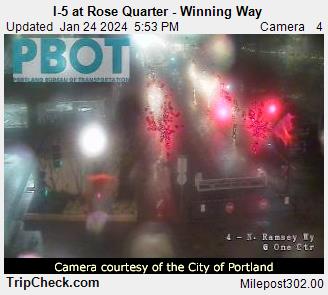 I-5 at Rose Quarter - Winning Way
Updated Jan 24 2024 5:53 PM Camera 4
PBOT
PORTLAND BUREAU OF TRANSPORTATION
4 - N. Ramsey Wy
@ One Ctr
Camera courtesy of the City of Portland
TripCheck.com Milepost302.00